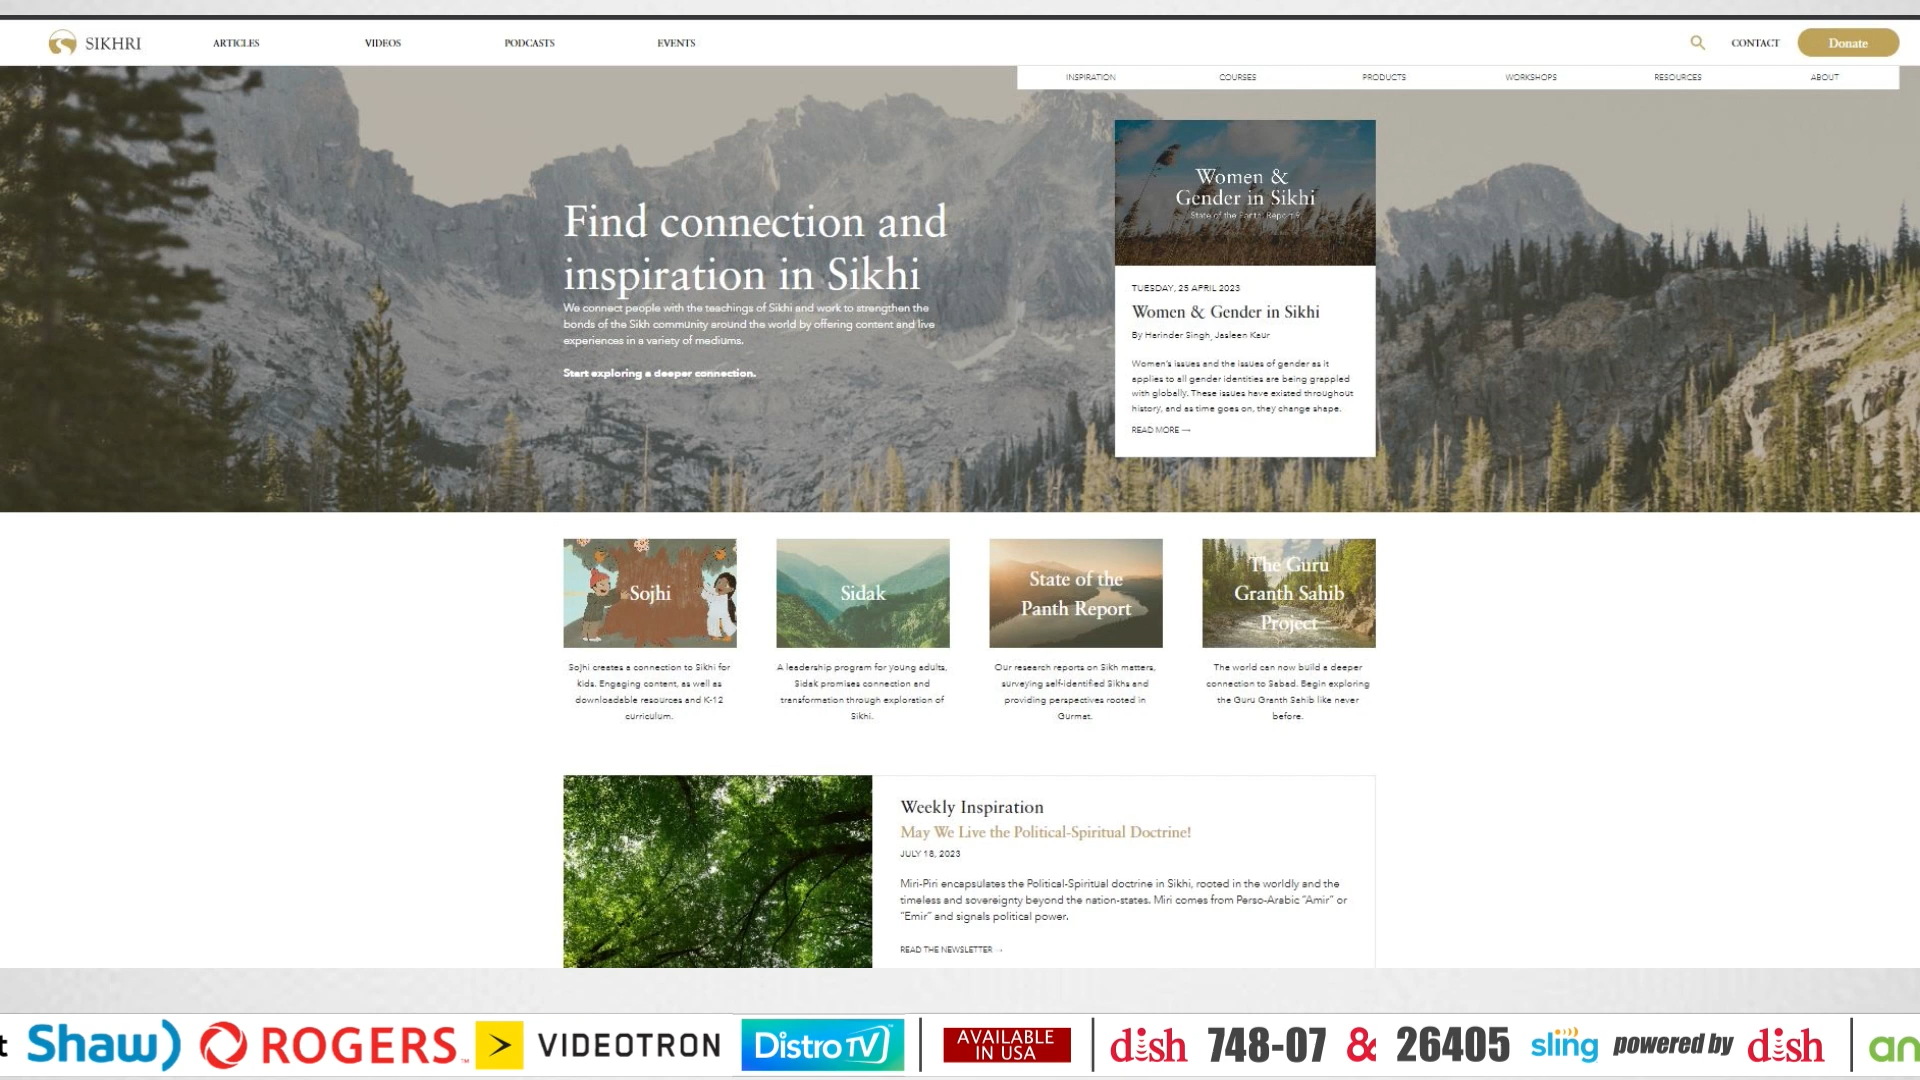 SIKHRI
ARTICLES
VIDEOS
PODCASTS
EVENTS
CONTACT
Donate
INSPIRATION
COURSES
PRODUCTS
WORKSHOPS
RESOURCES
ABOUT
Find connection and
inspiration in Sikhi
We connect people with the teachings of Sikhi and work to strengthen the
bonds of the Sikh community around the world by offering content and live
experiences in a variety of mediums.
Start exploring a deeper connection.
Women &
Gender in Sikhi
State of the Panth, Report 9
TUESDAY, 25 APRIL 2023
Women & Gender in Sikhi
By Harinder Singh, Jasleen Kaur
Women's issues and the issues of gender as it
applies to all gender identities are being grappled
with globally. These issues have existed throughout
history, and as time goes on, they change shape.
READ MORE →
Sojhi
Sojhi creates a connection to Sikhi for
kids. Engaging content, as well as
downloadable resources and K-12
curriculum.
Sidak
A leadership program for young adults,
Sidak promises connection and
transformation through exploration of
Sikhi.
State of the
Panth Report
Our research reports on Sikh matters,
surveying self-identified Sikhs and
providing perspectives rooted in
Gurmat.
The Guru
Granth Sahib
Project
The world can now build a deeper
connection to Sabad. Begin exploring
the Guru Granth Sahib like never
before.
Weekly Inspiration
May We Live the Political-Spiritual Doctrine!
JULY 18, 2023
Miri-Piri encapsulates the Political-Spiritual doctrine in Sikhi, rooted in the worldly and the
timeless and sovereignty beyond the nation-states. Miri comes from Perso-Arabic “Amir” or
“Emir” and signals political power.
READ THE NEWSLETTER →
t Shaw) ROGERS™ VIDEOTRON Distro TV™ | AVAILABLE IN USA | dish 748-07 & 26405 sling powered by dish | an